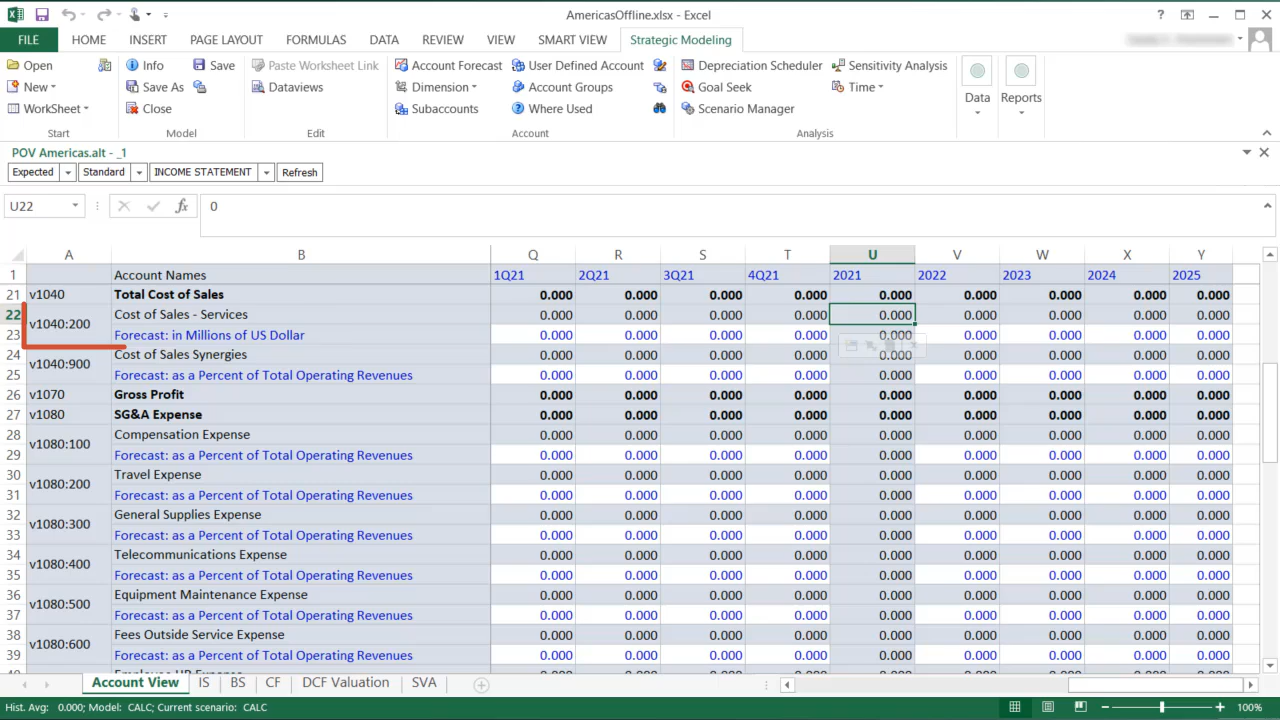 AmericasOffline.xlsx - Excel
?
FILE HOME INSERT PAGE LAYOUT FORMULAS DATA REVIEW VIEW SMART VIEW Strategic Modeling
Open Info Save Paste Worksheet Link Account Forecast User Defined Account Depreciation Scheduler Sensitivity Analysis
New Save As Dataviews Dimension Account Groups Goal Seek Time Data Reports
WorkSheet Close Subaccounts Where Used Scenario Manager
Start Model Edit Account Analysis
POV Americas.alt - _1
Expected Standard INCOME STATEMENT Refresh
U22 fx 0
A B Q R S T U V W X Y
1 Account Names 1Q21 2Q21 3Q21 4Q21 2021 2022 2023 2024 2025
21 v1040 Total Cost of Sales 0.000 0.000 0.000 0.000 0.000 0.000 0.000 0.000 0.000
22 v1040:200 Cost of Sales - Services 0.000 0.000 0.000 0.000 0.000 0.000 0.000 0.000 0.000
23 Forecast: in Millions of US Dollar 0.000 0.000 0.000 0.000 0.000 0.000 0.000 0.000 0.000
24 v1040:900 Cost of Sales Synergies 0.000 0.000 0.000 0.000 0.000 0.000 0.000 0.000 0.000
25 Forecast: as a Percent of Total Operating Revenues 0.000 0.000 0.000 0.000 0.000 0.000 0.000 0.000 0.000
26 v1070 Gross Profit 0.000 0.000 0.000 0.000 0.000 0.000 0.000 0.000 0.000
27 v1080 SG&A Expense 0.000 0.000 0.000 0.000 0.000 0.000 0.000 0.000 0.000
28 v1080:100 Compensation Expense 0.000 0.000 0.000 0.000 0.000 0.000 0.000 0.000 0.000
29 Forecast: as a Percent of Total Operating Revenues 0.000 0.000 0.000 0.000 0.000 0.000 0.000 0.000 0.000
30 v1080:200 Travel Expense 0.000 0.000 0.000 0.000 0.000 0.000 0.000 0.000 0.000
31 Forecast: as a Percent of Total Operating Revenues 0.000 0.000 0.000 0.000 0.000 0.000 0.000 0.000 0.000
32 v1080:300 General Supplies Expense 0.000 0.000 0.000 0.000 0.000 0.000 0.000 0.000 0.000
33 Forecast: as a Percent of Total Operating Revenues 0.000 0.000 0.000 0.000 0.000 0.000 0.000 0.000 0.000
34 v1080:400 Telecommunications Expense 0.000 0.000 0.000 0.000 0.000 0.000 0.000 0.000 0.000
35 Forecast: as a Percent of Total Operating Revenues 0.000 0.000 0.000 0.000 0.000 0.000 0.000 0.000 0.000
36 v1080:500 Equipment Maintenance Expense 0.000 0.000 0.000 0.000 0.000 0.000 0.000 0.000 0.000
37 Forecast: as a Percent of Total Operating Revenues 0.000 0.000 0.000 0.000 0.000 0.000 0.000 0.000 0.000
38 v1080:600 Fees Outside Service Expense 0.000 0.000 0.000 0.000 0.000 0.000 0.000 0.000 0.000
39 Forecast: as a Percent of Total Operating Revenues 0.000 0.000 0.000 0.000 0.000 0.000 0.000 0.000 0.000
Account View IS BS CF DCF Valuation SVA
Hist. Avg: 0.000; Model: CALC; Current scenario: CALC 100%